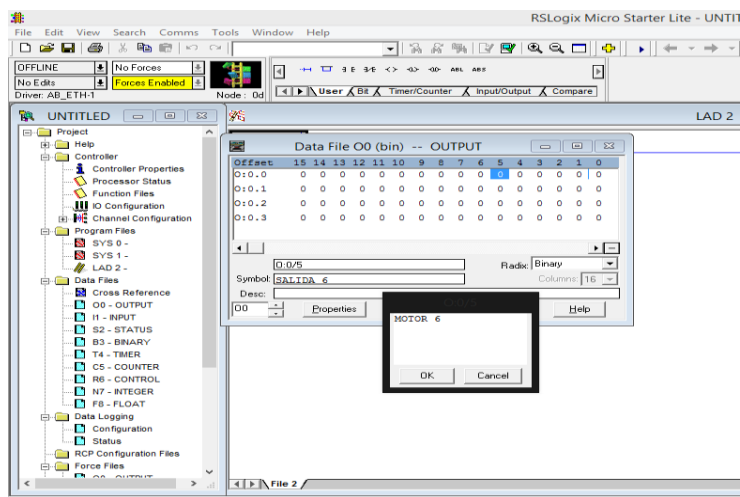 RSLogix Micro Starter Lite - UNTI
File Edit View Search Comms Tools Window Help
OFFLINE No Forces
No Edits Forces Enabled
Driver: AB_ETH-1 Node: 0d
ABL ABS
User Bit Timer/Counter Input/Output Compare
UNTITLED
Project
Help
Controller
Controller Properties
Processor Status
Function Files
IO Configuration
Channel Configuration
Program Files
SYS 0 -
SYS 1 -
LAD 2 -
Data Files
Cross Reference
O0 - OUTPUT
I1 - INPUT
S2 - STATUS
B3 - BINARY
T4 - TIMER
C5 - COUNTER
R6 - CONTROL
N7 - INTEGER
F8 - FLOAT
Data Logging
Configuration
Status
RCP Configuration Files
Force Files
LAD 2
Data File O0 (bin) -- OUTPUT
Offset 15 14 13 12 11 10 9 8 7 6 5 4 3 2 1 0
O:0.0 0 0 0 0 0 0 0 0 0 0 0 0 0 0 0 0
O:0.1 0 0 0 0 0 0 0 0 0 0 0 0 0 0 0 0
O:0.2 0 0 0 0 0 0 0 0 0 0 0 0 0 0 0 0
O:0.3 0 0 0 0 0 0 0 0 0 0 0 0 0 0 0 0
O:0/5 Radix: Binary
Symbol: SALIDA 6 Columns: 16
Desc:
O0 Properties Help
O:0/5
MOTOR 6
OK Cancel
File 2